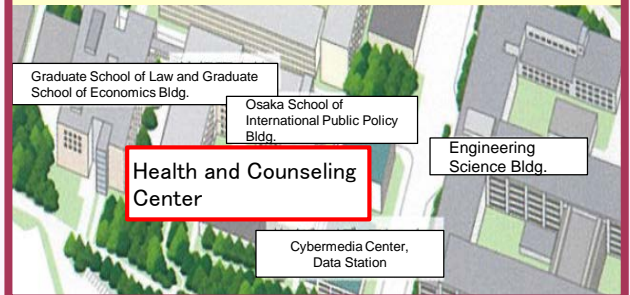 Graduate School of Law and Graduate
School of Economics Bldg.
Osaka School of
International Public Policy
Bldg.
Engineering
Science Bldg.
Health and Counseling
Center
Cybermedia Center,
Data Station